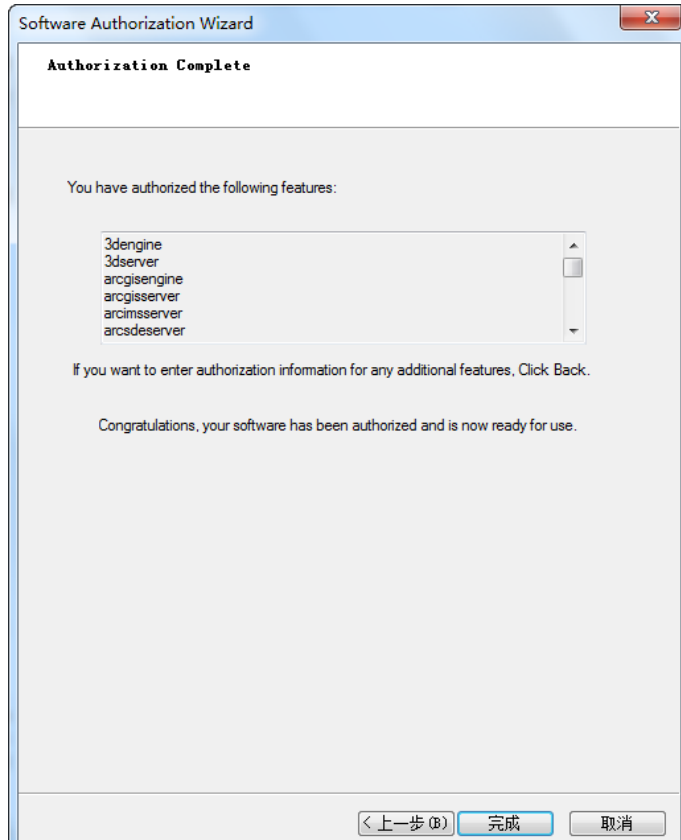 Software Authorization Wizard
Authorization Complete
You have authorized the following features:
3dengine
3dserver
arcgisengine
arcgisserver
arcimsserver
arcsdeserver
If you want to enter authorization information for any additional features, Click Back.
Congratulations, your software has been authorized and is now ready for use.
< 上一步(B) 完成 取消